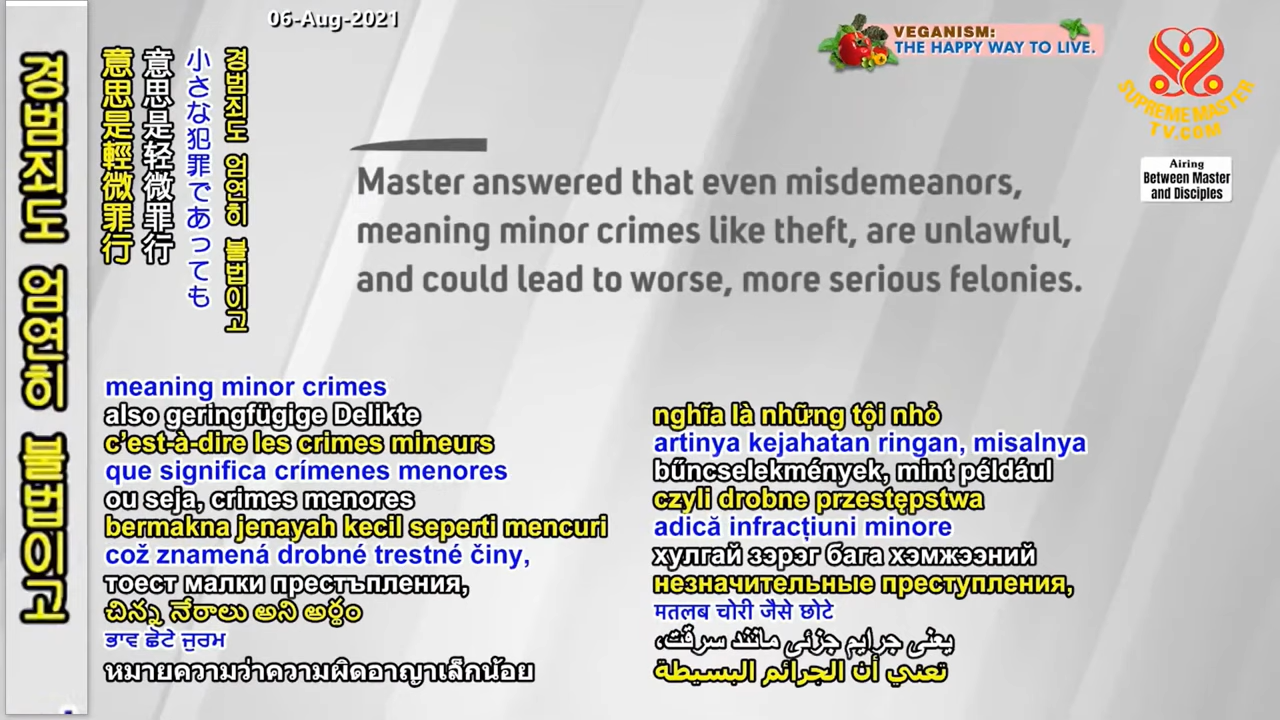 06-Aug-2021
VEGANISM:
THE HAPPY WAY TO LIVE.
SUPREME MASTER
TV.COM
Airing
Between Master
and Disciples
경범죄도 엄연히 불법이고
意思是輕微罪行
意思是轻微罪行
小さな犯罪であっても
경범죄도 엄연히 불법이고
Master answered that even misdemeanors,
meaning minor crimes like theft, are unlawful,
and could lead to worse, more serious felonies.
meaning minor crimes
also geringfügige Delikte
c'est-à-dire les crimes mineurs
que significa crímenes menores
ou seja, crimes menores
bermakna jenayah kecil seperti mencuri
což znamená drobné trestné činy,
тоест малки престъпления,
చిన్న నేరాలు అని అర్థం
ਭਾਵ ਛੋਟੇ ਜੁਰਮ
หมายความว่าความผิดอาญาเล็กน้อย
nghĩa là những tội nhỏ
artinya kejahatan ringan, misalnya
bűncselekmények, mint például
czyli drobne przestępstwa
adică infracțiuni minore
хулгай зэрэг бага хэмжээний
незначительные преступления,
मतलब चोरी जैसे छोटे
یعنی جرایم جزئی مانند سرقت،
تعني أن الجرائم البسيطة